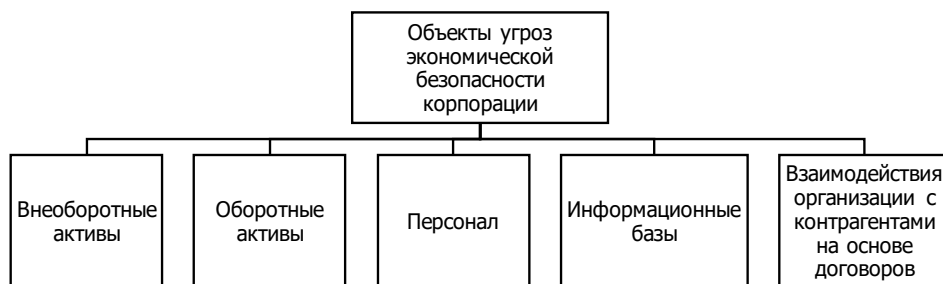 Объекты угроз
экономической
безопасности
корпорации
Внеоборотные
активы
Оборотные
активы
Персонал
Информационные
базы
Взаимодействия
организации с
контрагентами
на основе
договоров